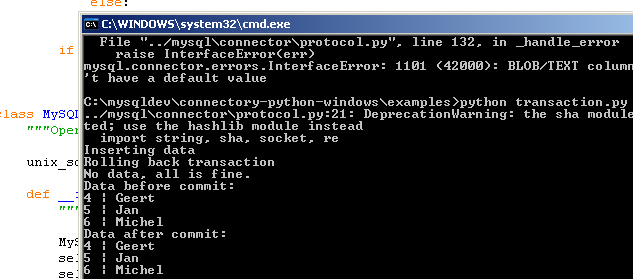 else:
C:\WINDOWS\system32\cmd.exe
File "../mysql\connector\protocol.py", line 132, in _handle_error
if
raise InterfaceError(err)
mysql.connector.errors.InterfaceError: 1101 (42000): BLOB/TEXT column
't have a default value
C:\mysqldev\connectory-python-windows\examples>python transaction.py
class MySQL
../mysql\connector\protocol.py:21: DeprecationWarning: the sha module
"""Oper
ted; use the hashlib module instead
import string, sha, socket, re
Inserting data
unix_so
Rolling back transaction
No data, all is fine.
Data before commit:
def __i
4 | Geert
"""
5 | Jan
6 | Michel
Data after commit:
MyS
4 | Geert
sel
5 | Jan
sel
6 | Michel